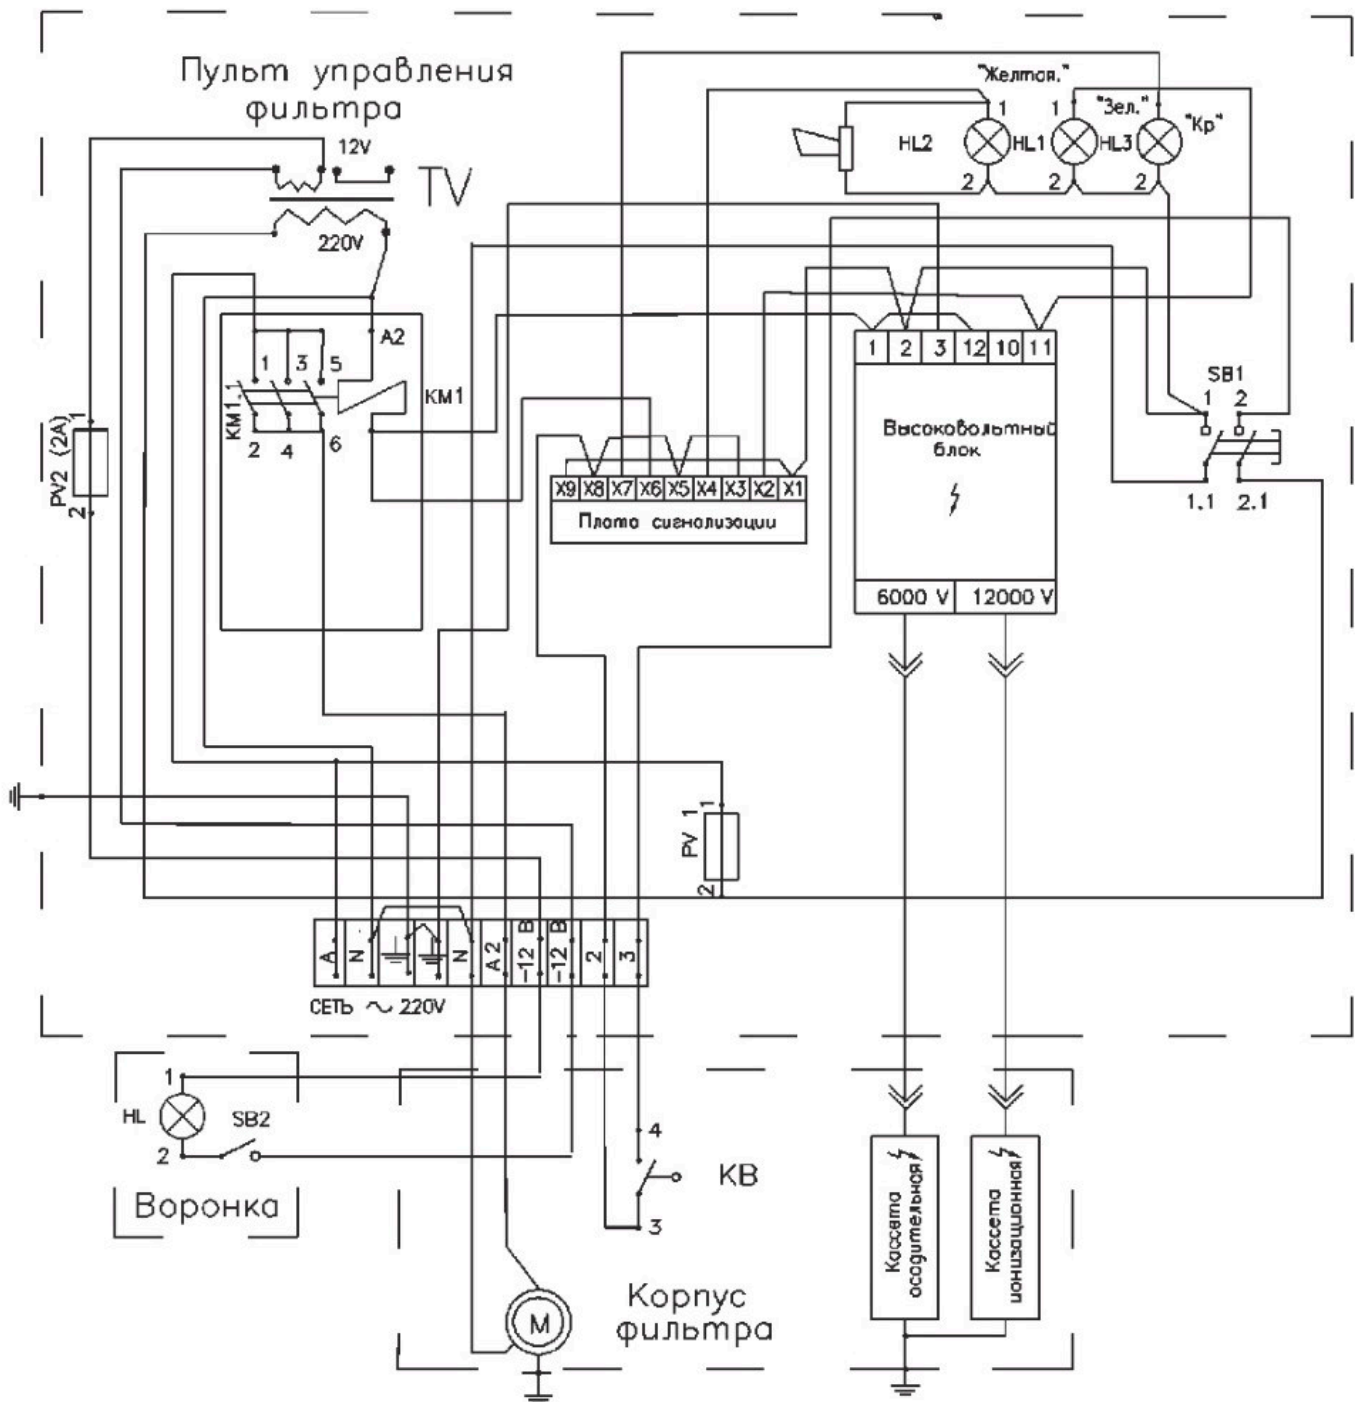 Пульт управления
фильтра
12V
TV
220V
"Желтая."
1
1
"Зел."
"Кр"
HL2
HL1
HL3
2
2
2
A2
1
3
5
KM1.1
KM1
2
4
6
1
PV2 (2A)
2
X9 X8 X7 X6 X5 X4 X3 X2 X1
Плата сигнализации
1 2 3 12 10 11
Высоковольтный
блок
6000 V
12000 V
SB1
1 2
1.1 2.1
1
PV 1
2
A
N
N
A2
-12 В
-12 В
2
3
СЕТЬ ~ 220V
1
HL
SB2
2
Воронка
4
КВ
3
М
Корпус
фильтра
Кассета
осадительная
Кассета
ионизационная